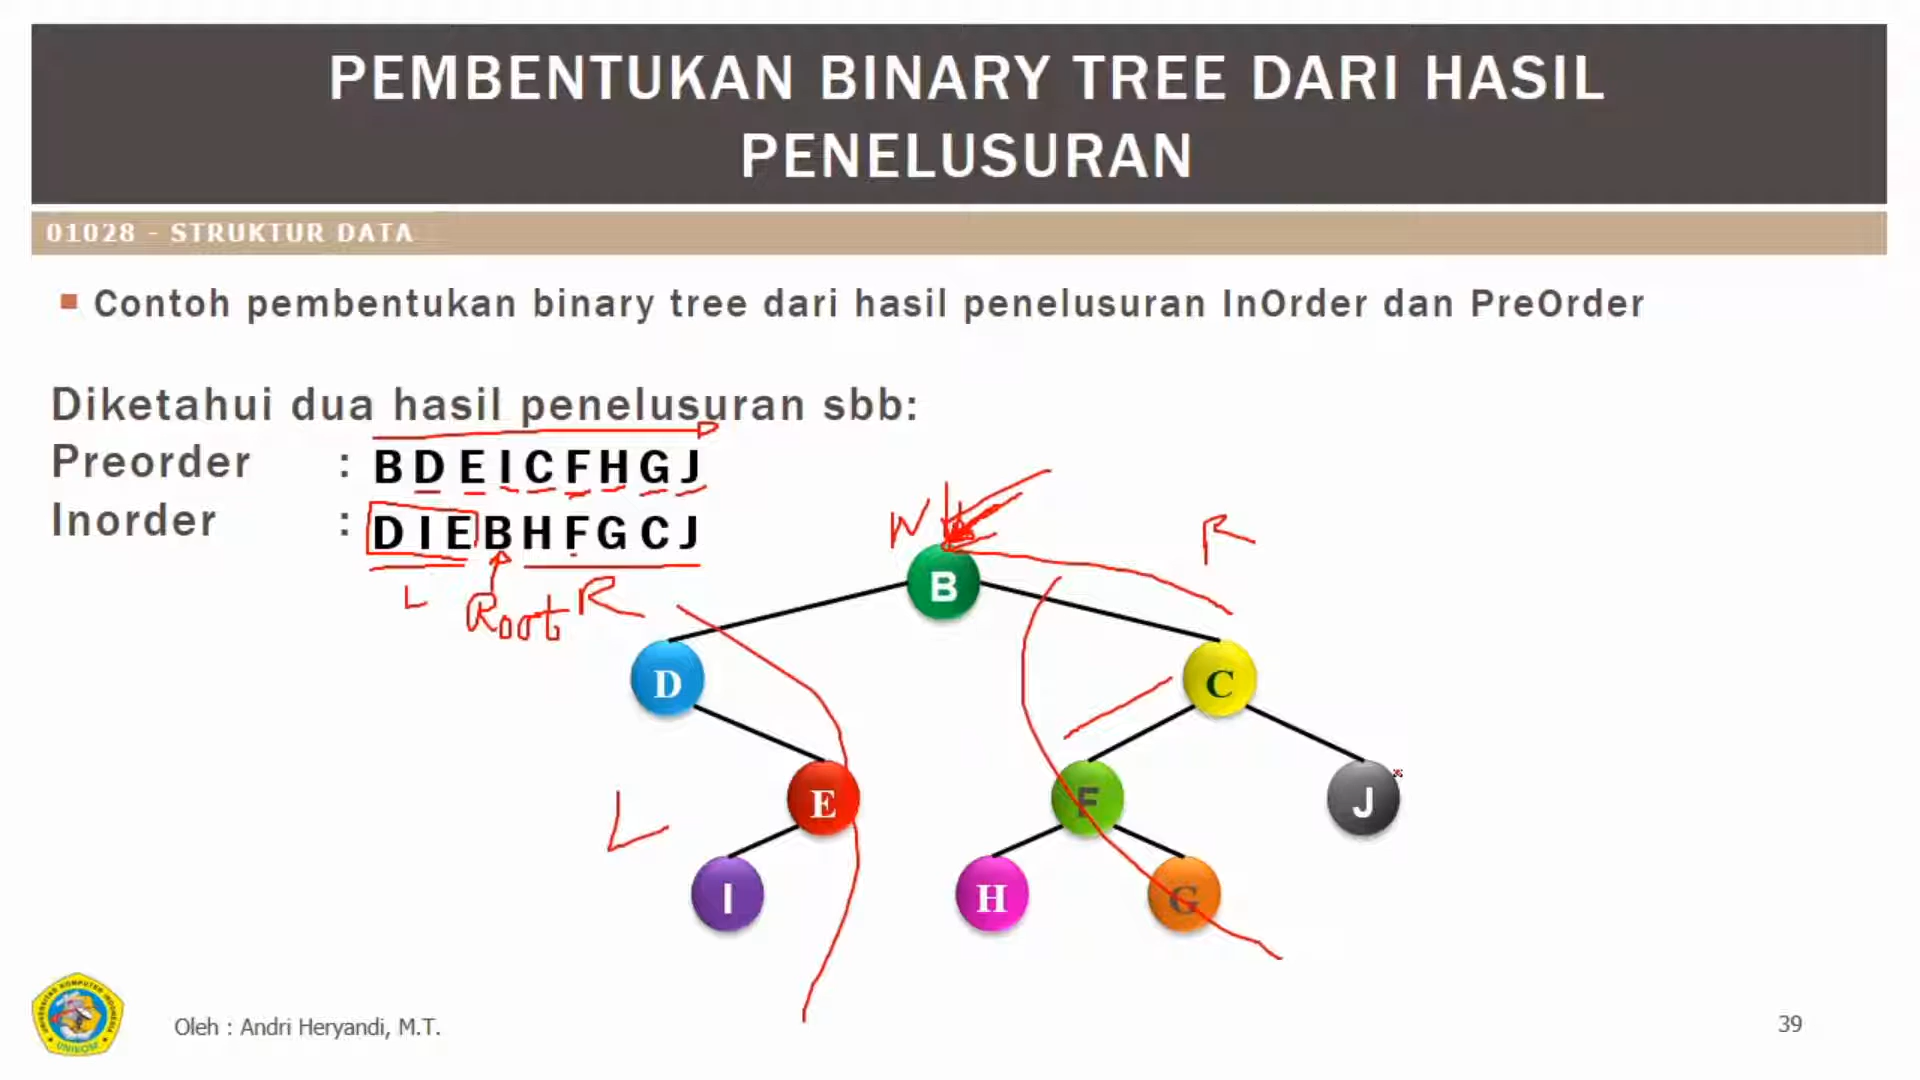 PEMBENTUKAN BINARY TREE DARI HASIL
PENELUSURAN
01028 - STRUKTUR DATA
Contoh pembentukan binary tree dari hasil penelusuran InOrder dan PreOrder
Diketahui dua hasil penelusuran sbb:
Preorder : B D E I C F H G J
Inorder : D I E B H F G C J
L Root R
R
B
D
C
E
F
J
L
I
H
G
UNIKOM
Oleh : Andri Heryandi, M.T.
39